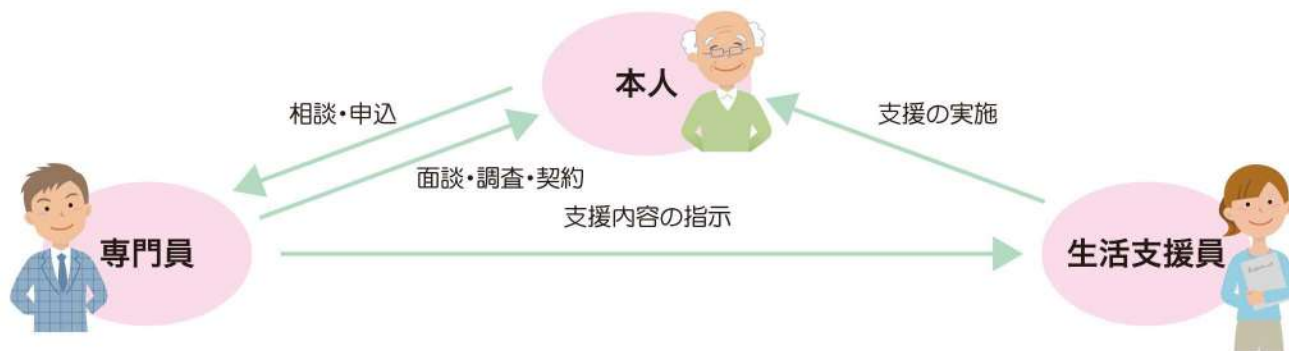 本人
相談・申込
支援の実施
面談・調査・契約
支援内容の指示
専門員
生活支援員